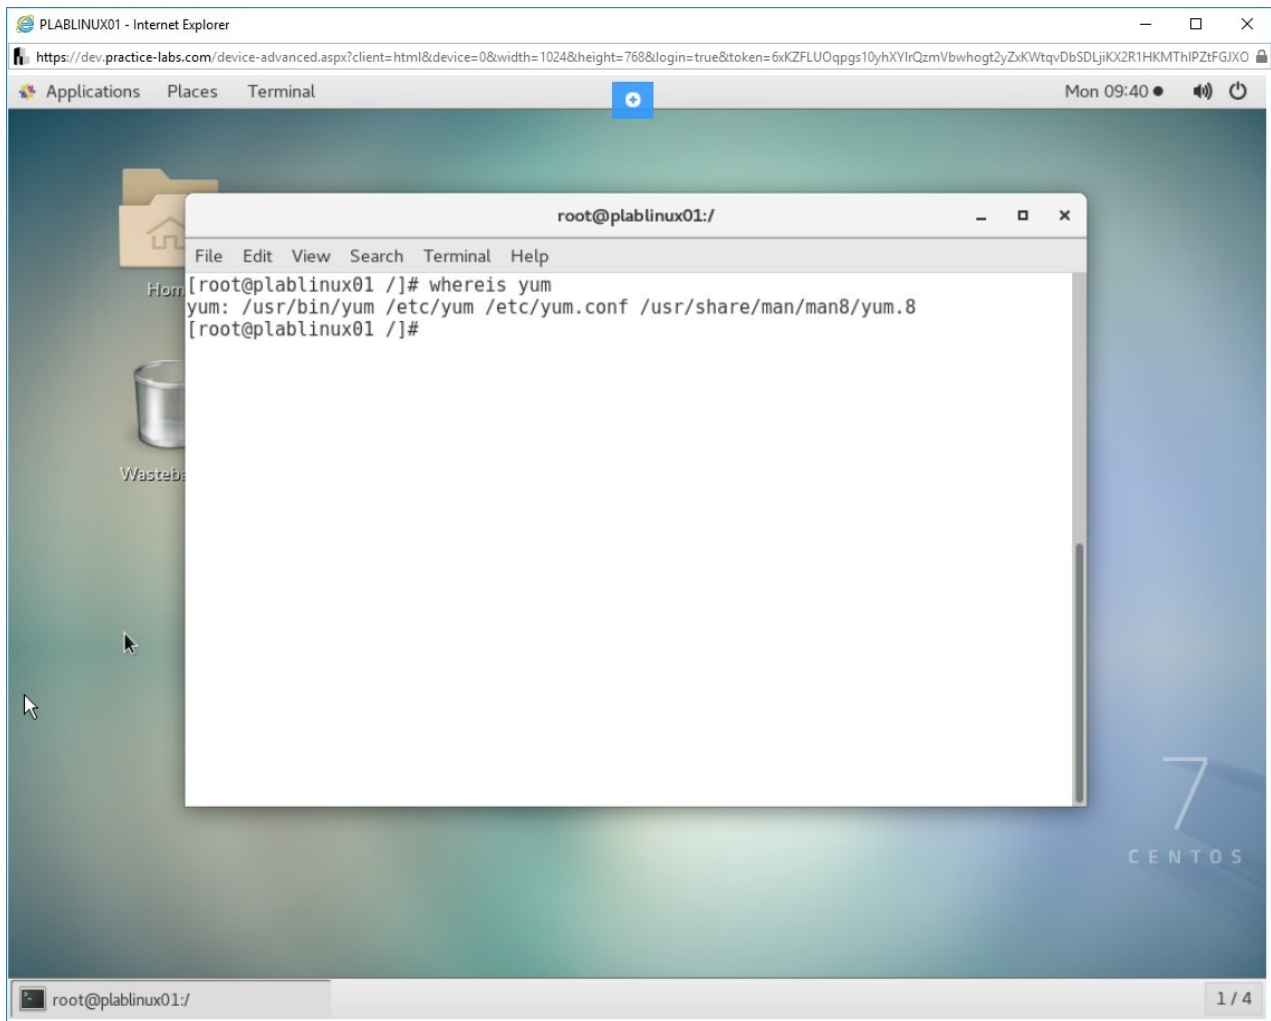 PLABLINUX01 - Internet Explorer
https://dev.practice-labs.com/device-advanced.aspx?client=html&device=0&width=1024&height=768&login=true&token=6xKZFLUOqpgs10yhXYIrQzmVbwhogt2yZxKWtqvDbSDLjiKX2R1HKMThIPZtFGJXO
Applications Places Terminal Mon 09:40
root@plablinux01:/
File Edit View Search Terminal Help
[root@plablinux01 /]# whereis yum
yum: /usr/bin/yum /etc/yum /etc/yum.conf /usr/share/man/man8/yum.8
[root@plablinux01 /]#
Hom
Wasteb
7
CENTOS
root@plablinux01:/
1 / 4